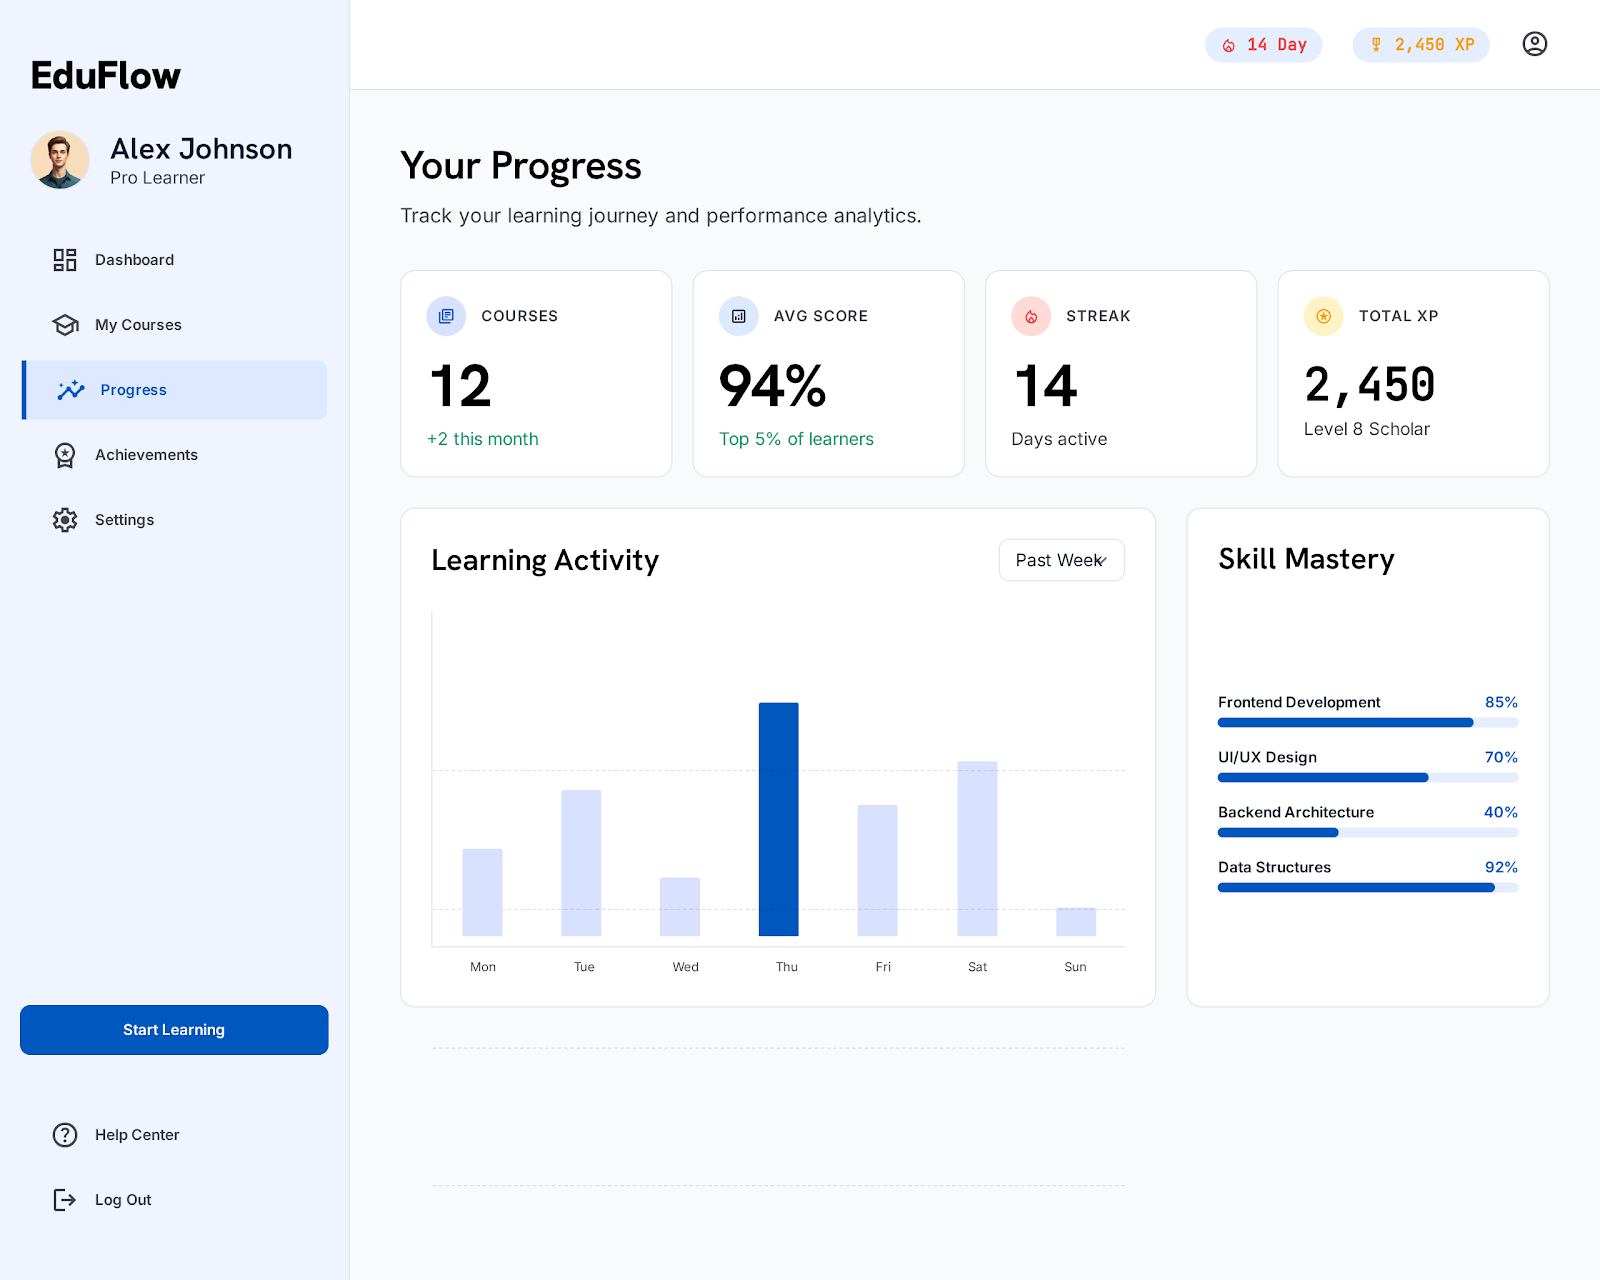 EduFlow
Alex Johnson
Pro Learner
Dashboard
My Courses
Progress
Achievements
Settings
Start Learning
Help Center
Log Out
14 Day
2,450 XP
Your Progress
Track your learning journey and performance analytics.
COURSES
12
+2 this month
AVG SCORE
94%
Top 5% of learners
STREAK
14
Days active
TOTAL XP
2,450
Level 8 Scholar
Learning Activity
Past Week
Mon Tue Wed Thu Fri Sat Sun
Skill Mastery
Frontend Development 85%
UI/UX Design 70%
Backend Architecture 40%
Data Structures 92%